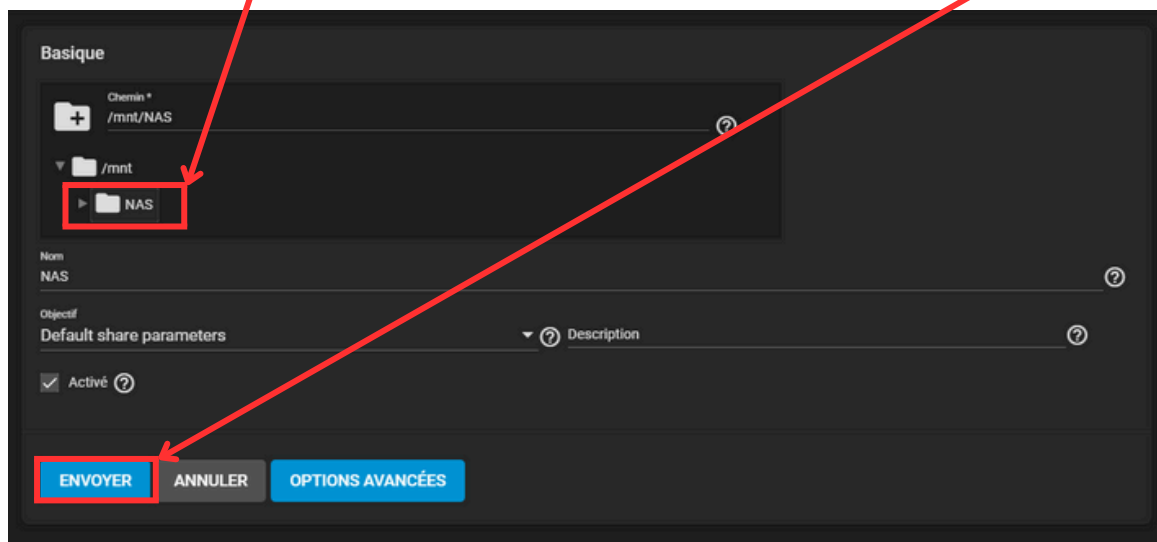 Basique
Chemin *
/mnt/NAS
/mnt
NAS
Nom
NAS
Objectif
Default share parameters
Description
Activé
ENVOYER ANNULER OPTIONS AVANCÉES